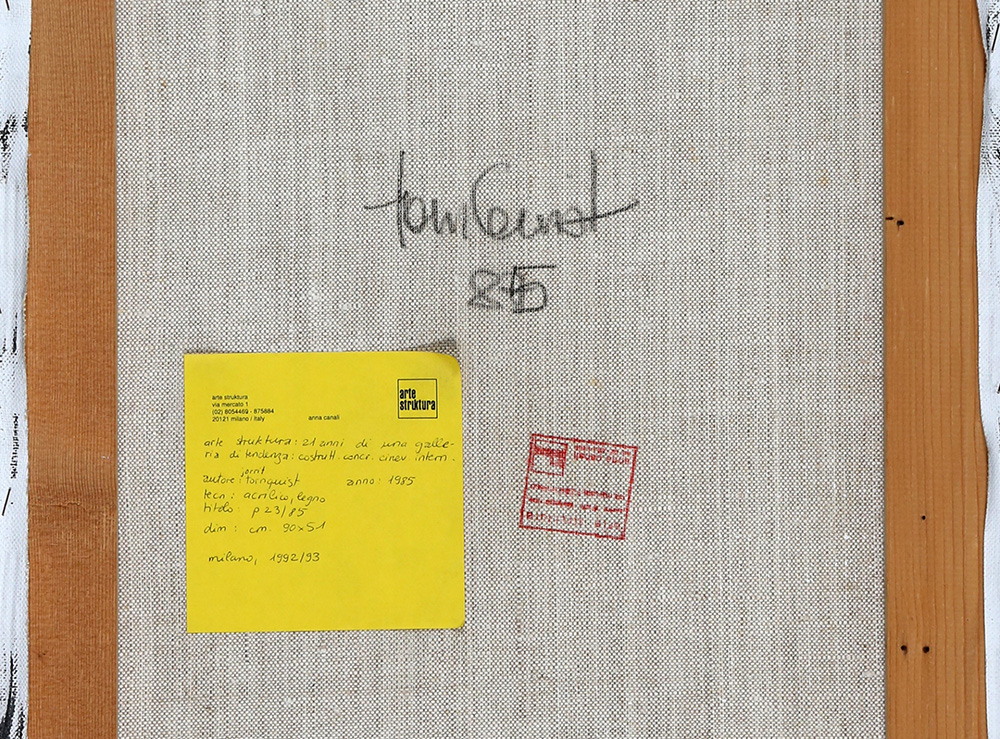 tornquist
85
arte struktura
via mercato 1
(02) 8054469 - 875884
20121 milano / italy
anna canali
arte
struktura
arte struktura: 21 anni di una galle-
ria di tendenza: costrutt. concr. cinev. intern.
jorrit
autore: tornquist anno: 1985
tecn: acrilico, legno
titolo: p 23/85
dim: cm. 90x51
milano, 1992/93